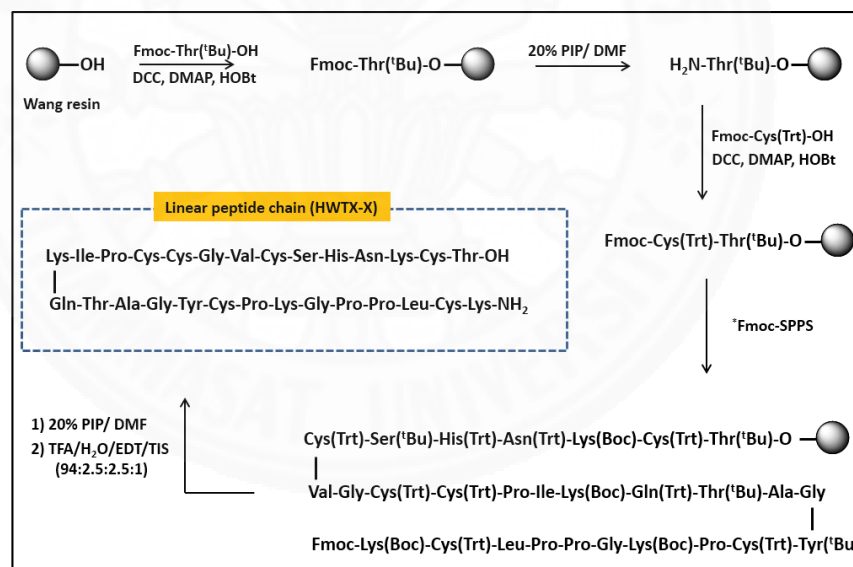 OH
Wang resin
Fmoc-Thr(ᵗBu)-OH
DCC, DMAP, HOBt
Fmoc-Thr(ᵗBu)-O
20% PIP/ DMF
H₂N-Thr(ᵗBu)-O
Fmoc-Cys(Trt)-OH
DCC, DMAP, HOBt
Fmoc-Cys(Trt)-Thr(ᵗBu)-O
*Fmoc-SPPS
Cys(Trt)-Ser(ᵗBu)-His(Trt)-Asn(Trt)-Lys(Boc)-Cys(Trt)-Thr(ᵗBu)-O
Val-Gly-Cys(Trt)-Cys(Trt)-Pro-Ile-Lys(Boc)-Gln(Trt)-Thr(ᵗBu)-Ala-Gly
Fmoc-Lys(Boc)-Cys(Trt)-Leu-Pro-Pro-Gly-Lys(Boc)-Pro-Cys(Trt)-Tyr(ᵗBu
1) 20% PIP/ DMF
2) TFA/H₂O/EDT/TIS
(94:2.5:2.5:1)
Linear peptide chain (HWTX-X)
Lys-Ile-Pro-Cys-Cys-Gly-Val-Cys-Ser-His-Asn-Lys-Cys-Thr-OH
Gln-Thr-Ala-Gly-Tyr-Cys-Pro-Lys-Gly-Pro-Pro-Leu-Cys-Lys-NH₂